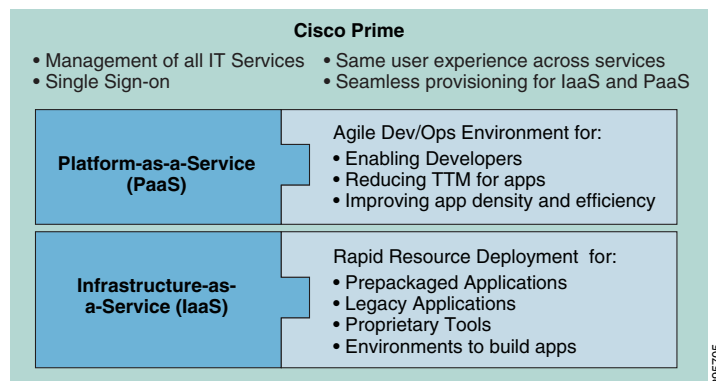 Cisco Prime
• Management of all IT Services
• Single Sign-on
• Same user experience across services
• Seamless provisioning for IaaS and PaaS
Platform-as-a-Service
(PaaS)
Agile Dev/Ops Environment for:
• Enabling Developers
• Reducing TTM for apps
• Improving app density and efficiency
Infrastructure-as-
a-Service (IaaS)
Rapid Resource Deployment for:
• Prepackaged Applications
• Legacy Applications
• Proprietary Tools
• Environments to build apps